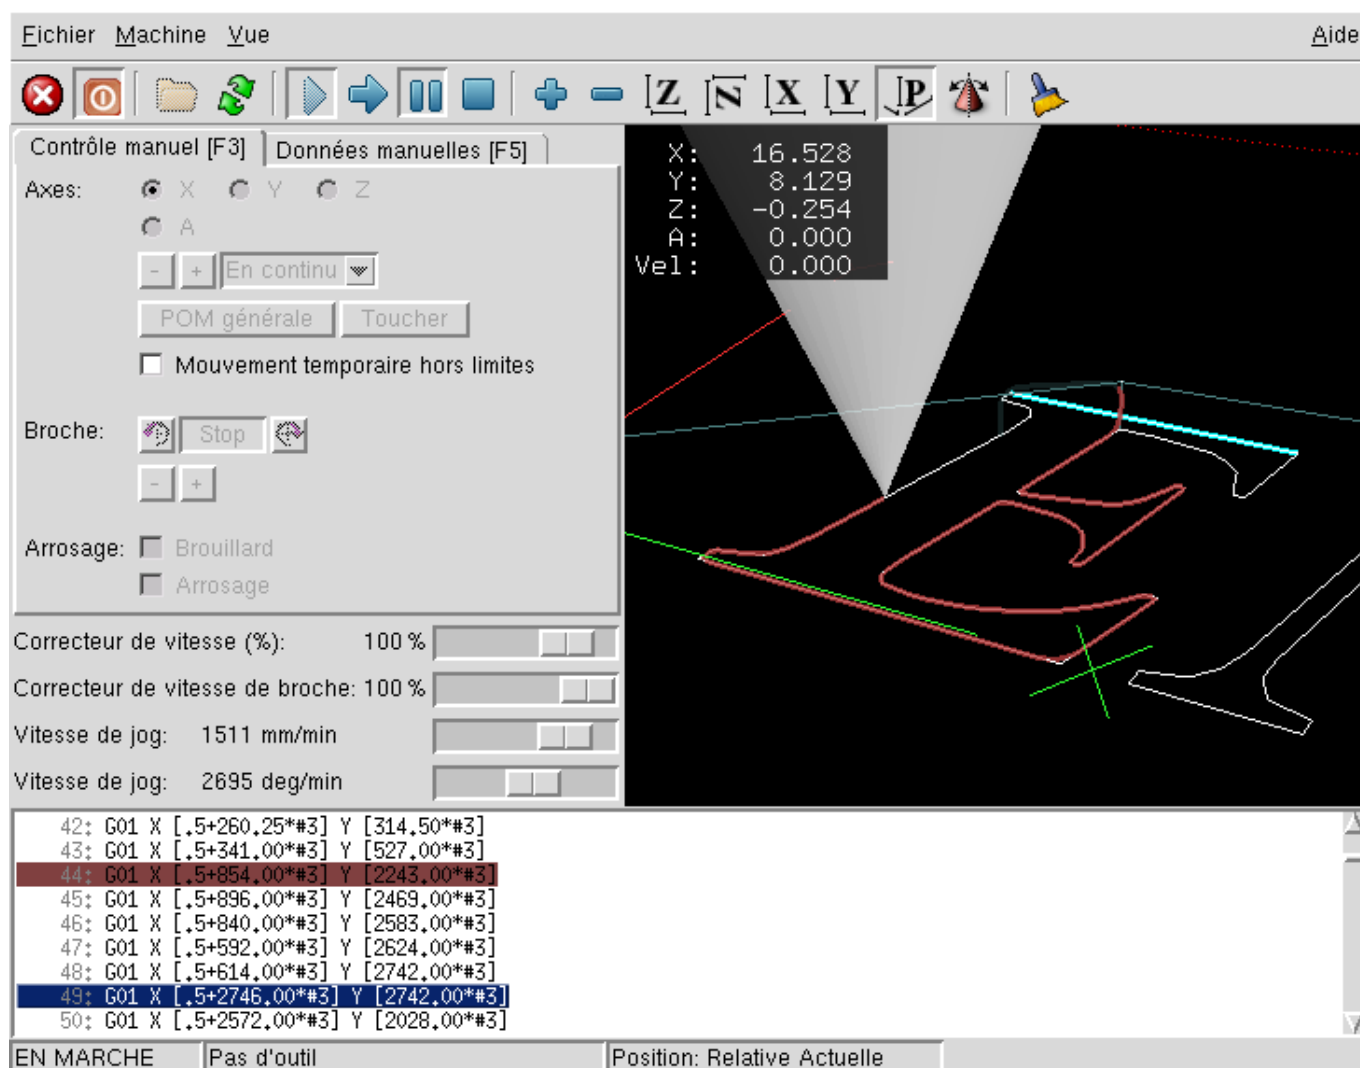 Fichier Machine Vue Aide
Z N X Y P
Contrôle manuel [F3] Données manuelles [F5]
Axes: X Y Z
A
- + En continu
POM générale Toucher
Mouvement temporaire hors limites
Broche: Stop
- +
Arrosage: Brouillard
Arrosage
Correcteur de vitesse (%): 100 %
Correcteur de vitesse de broche: 100 %
Vitesse de jog: 1511 mm/min
Vitesse de jog: 2695 deg/min
X: 16.528
Y: 8.129
Z: -0.254
A: 0.000
Vel: 0.000
42: G01 X [.5+260.25*#3] Y [314.50*#3]
43: G01 X [.5+341.00*#3] Y [527.00*#3]
44: G01 X [.5+854.00*#3] Y [2243.00*#3]
45: G01 X [.5+896.00*#3] Y [2469.00*#3]
46: G01 X [.5+840.00*#3] Y [2583.00*#3]
47: G01 X [.5+592.00*#3] Y [2624.00*#3]
48: G01 X [.5+614.00*#3] Y [2742.00*#3]
49: G01 X [.5+2746.00*#3] Y [2742.00*#3]
50: G01 X [.5+2572.00*#3] Y [2028.00*#3]
EN MARCHE Pas d'outil Position: Relative Actuelle